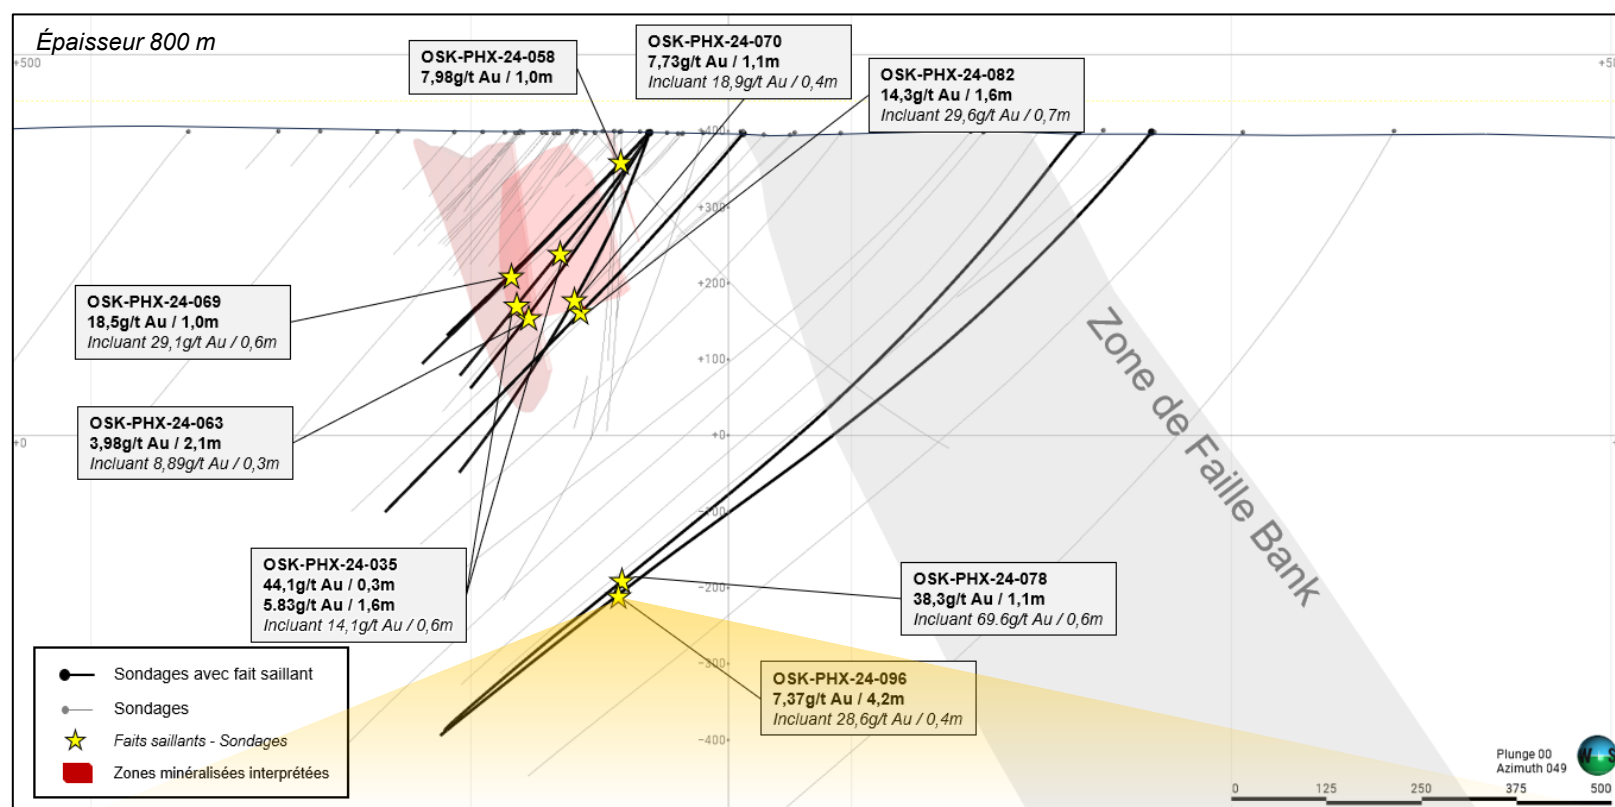 Épaisseur 800 m
+500
OSK-PHX-24-058
7,98g/t Au / 1,0m
OSK-PHX-24-070
7,73g/t Au / 1,1m
Incluant 18,9g/t Au / 0,4m
OSK-PHX-24-082
14,3g/t Au / 1,6m
Incluant 29,6g/t Au / 0,7m
+400
+300
+200
+100
+0
+0
-100
-200
-300
-400
OSK-PHX-24-069
18,5g/t Au / 1,0m
Incluant 29,1g/t Au / 0,6m
OSK-PHX-24-063
3,98g/t Au / 2,1m
Incluant 8,89g/t Au / 0,3m
OSK-PHX-24-035
44,1g/t Au / 0,3m
5.83g/t Au / 1,6m
Incluant 14,1g/t Au / 0,6m
OSK-PHX-24-078
38,3g/t Au / 1,1m
Incluant 69.6g/t Au / 0,6m
OSK-PHX-24-096
7,37g/t Au / 4,2m
Incluant 28,6g/t Au / 0,4m
Zone de Faille Bank
Sondages avec fait saillant
Sondages
Faits saillants - Sondages
Zones minéralisées interprétées
Plunge 00
Azimuth 049
W S
0 125 250 375 500